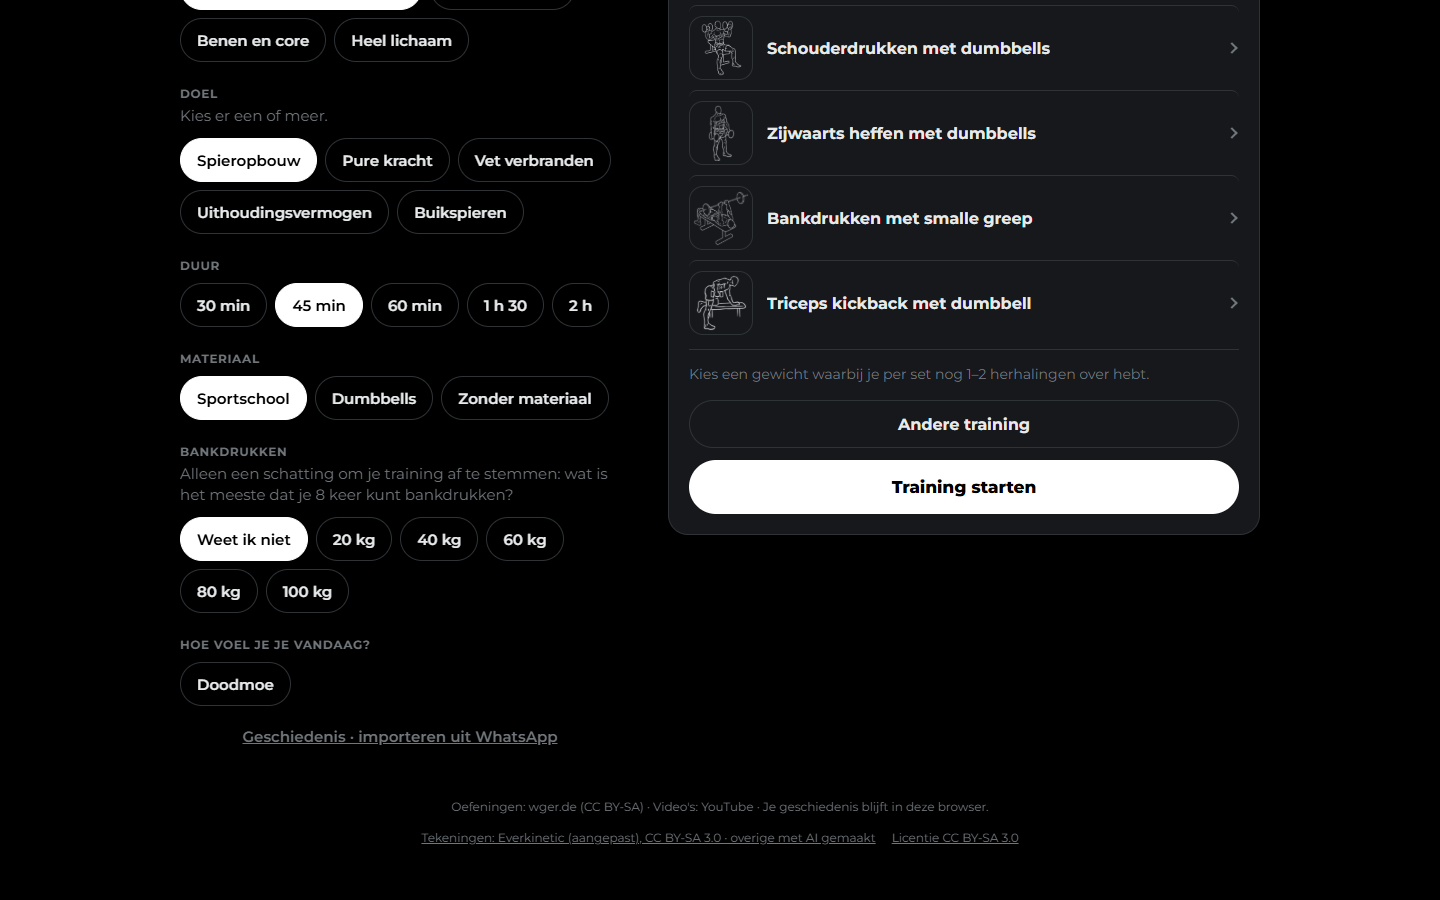 Benen en core
Heel lichaam
DOEL
Kies er een of meer.
Spieropbouw
Pure kracht
Vet verbranden
Uithoudingsvermogen
Buikspieren
DUUR
30 min
45 min
60 min
1 h 30
2 h
MATERIAAL
Sportschool
Dumbbells
Zonder materiaal
BANKDRUKKEN
Alleen een schatting om je training af te stemmen: wat is
het meeste dat je 8 keer kunt bankdrukken?
Weet ik niet
20 kg
40 kg
60 kg
80 kg
100 kg
HOE VOEL JE JE VANDAAG?
Doodmoe
Geschiedenis · importeren uit WhatsApp
Schouderdrukken met dumbbells
Zijwaarts heffen met dumbbells
Bankdrukken met smalle greep
Triceps kickback met dumbbell
Kies een gewicht waarbij je per set nog 1–2 herhalingen over hebt.
Andere training
Training starten
Oefeningen: wger.de (CC BY-SA) · Video's: YouTube · Je geschiedenis blijft in deze browser.
Tekeningen: Everkinetic (aangepast), CC BY-SA 3.0 · overige met AI gemaakt
Licentie CC BY-SA 3.0